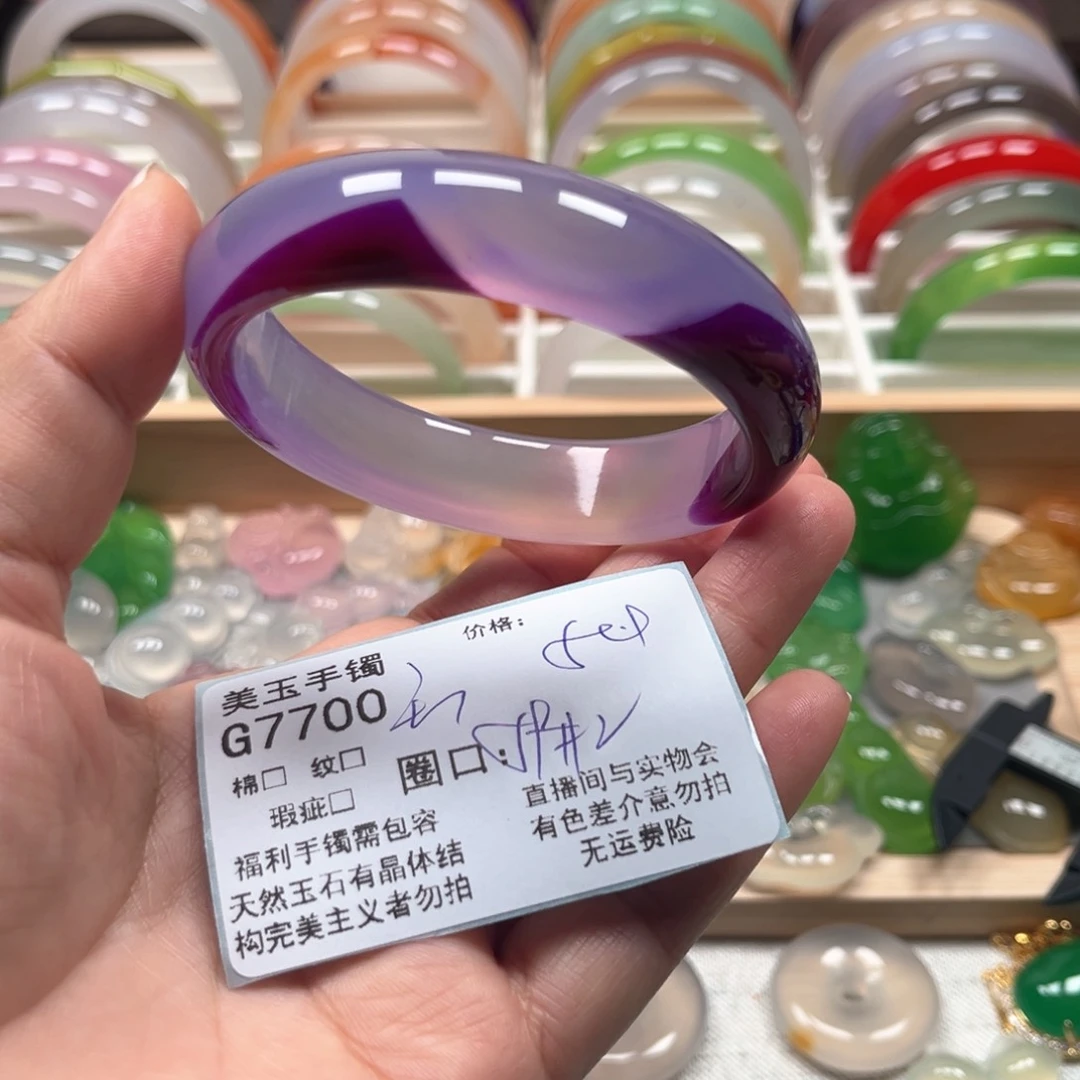 价格:
美玉手镯
G7700
棉□ 纹□
圈口:
瑕疵□
福利手镯需包容
天然玉石有晶体结
构完美主义者勿拍
直播间与实物会
有色差介意勿拍
无运费险